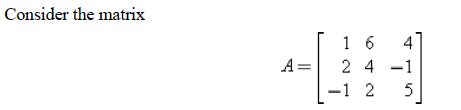 Consider the matrix
1 6 4
A= 2 4 -1
-1 2 5